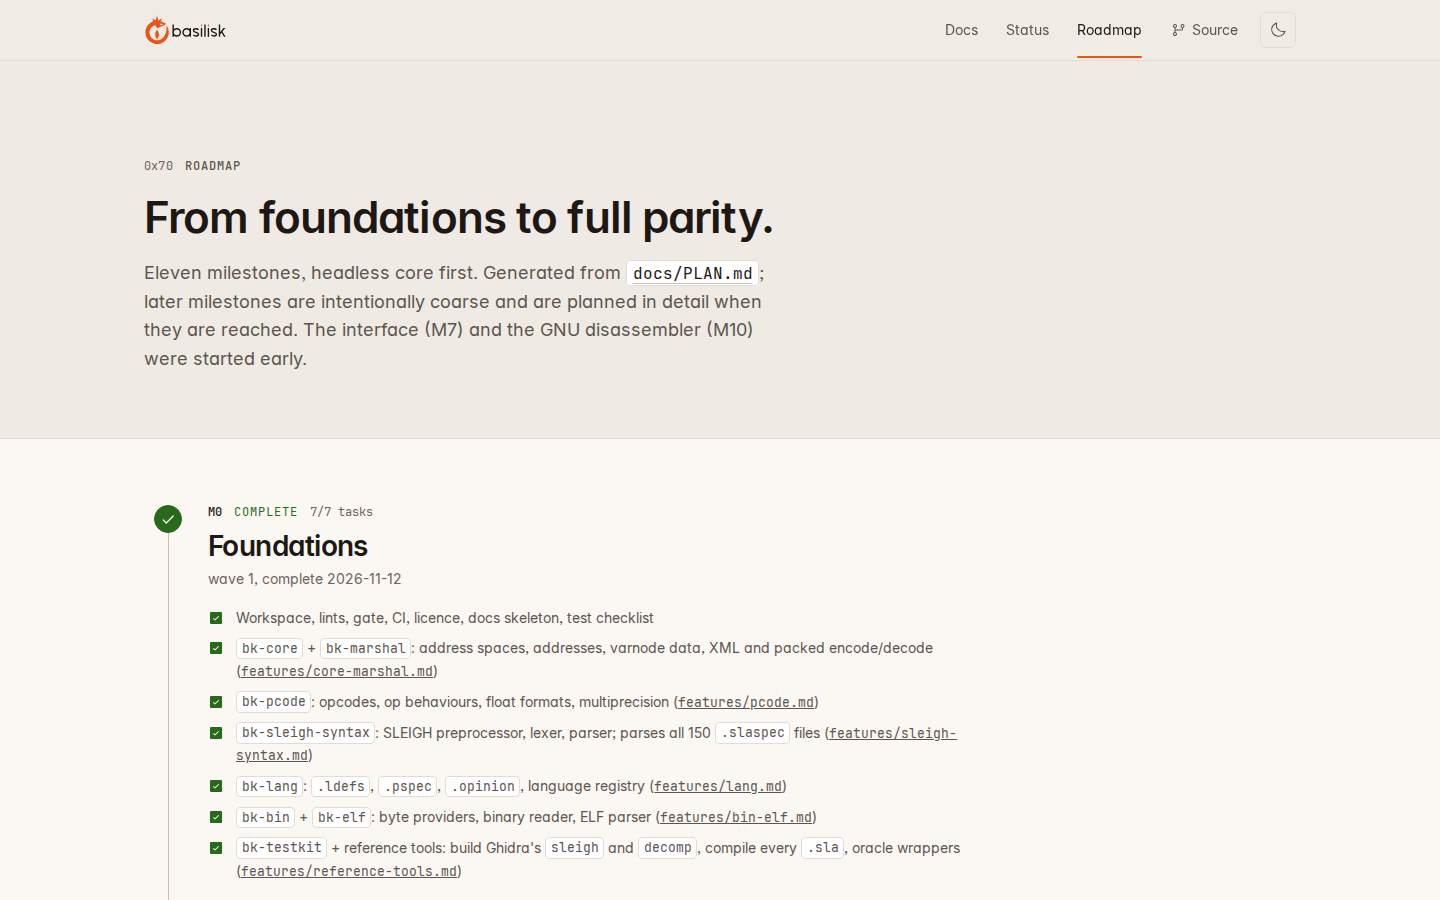 basilisk
Docs
Status
Roadmap
Source
0x70 ROADMAP
From foundations to full parity.
Eleven milestones, headless core first. Generated from docs/PLAN.md;
later milestones are intentionally coarse and are planned in detail when
they are reached. The interface (M7) and the GNU disassembler (M10)
were started early.
M0 COMPLETE 7/7 tasks
Foundations
wave 1, complete 2026-11-12
Workspace, lints, gate, CI, licence, docs skeleton, test checklist
bk-core + bk-marshal: address spaces, addresses, varnode data, XML and packed encode/decode
(features/core-marshal.md)
bk-pcode: opcodes, op behaviours, float formats, multiprecision (features/pcode.md)
bk-sleigh-syntax: SLEIGH preprocessor, lexer, parser; parses all 150 .slaspec files (features/sleigh-
syntax.md)
bk-lang: .ldefs, .pspec, .opinion, language registry (features/lang.md)
bk-bin + bk-elf: byte providers, binary reader, ELF parser (features/bin-elf.md)
bk-testkit + reference tools: build Ghidra's sleigh and decomp, compile every .sla, oracle wrappers
(features/reference-tools.md)